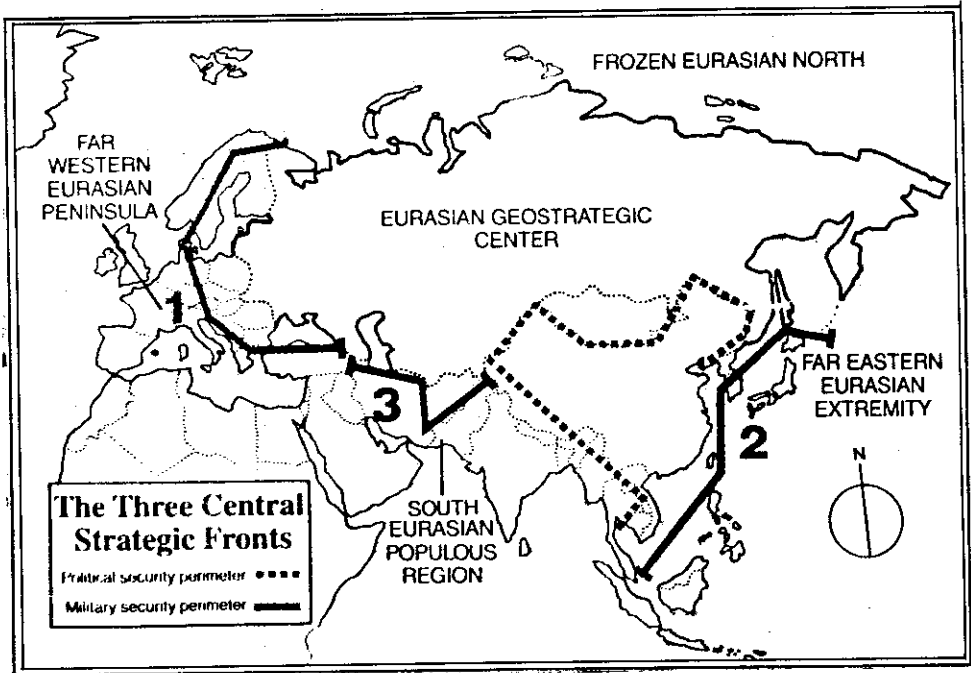 FROZEN EURASIAN NORTH
FAR
WESTERN
EURASIAN
PENINSULA
EURASIAN GEOSTRATEGIC
CENTER
1
FAR EASTERN
EURASIAN
EXTREMITY
3
2
N
SOUTH
EURASIAN
POPULOUS
REGION
The Three Central
Strategic Fronts
Political security perimeter
Military security perimeter